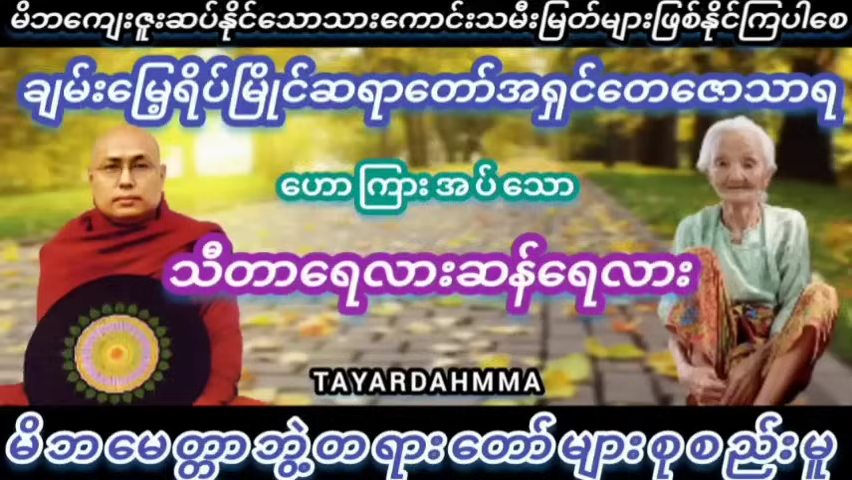 မိဘကျေးဇူးဆပ်နိုင်သောသားကောင်းသမီးမြတ်များဖြစ်နိုင်ကြပါစေ
ချမ်းမြေ့ရိပ်မြိုင်ဆရာတော်အရှင်တေဇောသာရ
ဟောကြားအပ်သော
သီတာရေလားဆန်ရေလား
TAYARDAHMMA
မိဘမေတ္တာဘွဲ့တရားတော်များစုစည်းမူ